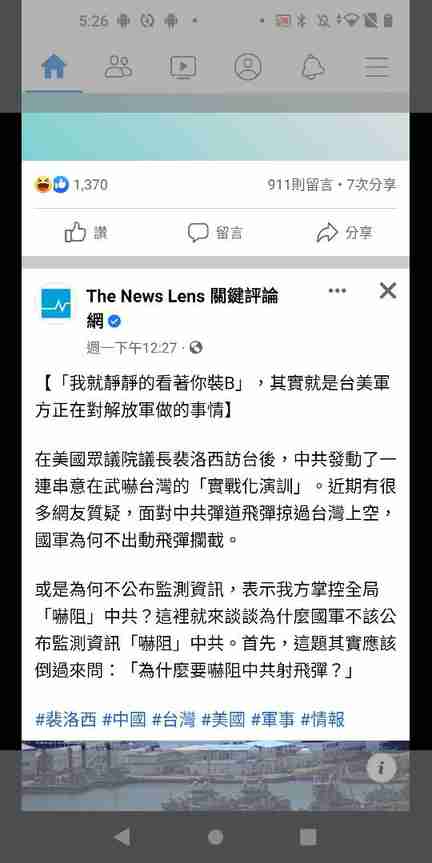 5:26
1,370
911則留言・7次分享
讚
留言
分享
The News Lens 關鍵評論
網
週一下午12:27 ·
【「我就靜靜的看著你裝B」，其實就是台美軍
方正在對解放軍做的事情】
在美國眾議院議長裴洛西訪台後，中共發動了一
連串意在武嚇台灣的「實戰化演訓」。近期有很
多網友質疑，面對中共彈道飛彈掠過台灣上空，
國軍為何不出動飛彈攔截。
或是為何不公布監測資訊，表示我方掌控全局
「嚇阻」中共？這裡就來談談為什麼國軍不該公
布監測資訊「嚇阻」中共。首先，這題其實應該
倒過來問：「為什麼要嚇阻中共射飛彈？」
#裴洛西 #中國 #台灣 #美國 #軍事 #情報